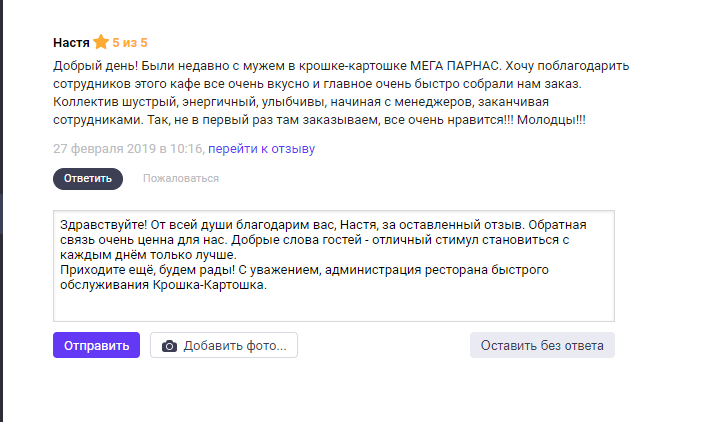 Настя 5 из 5
Добрый день! Были недавно с мужем в крошке-картошке МЕГА ПАРНАС. Хочу поблагодарить
сотрудников этого кафе все очень вкусно и главное очень быстро собрали нам заказ.
Коллектив шустрый, энергичный, улыбчивы, начиная с менеджеров, заканчивая
сотрудниками. Так, не в первый раз там заказываем, все очень нравится!!! Молодцы!!!
27 февраля 2019 в 10:16, перейти к отзыву
Ответить Пожаловаться
Здравствуйте! От всей души благодарим вас, Настя, за оставленный отзыв. Обратная
связь очень ценна для нас. Добрые слова гостей - отличный стимул становиться с
каждым днём только лучше.
Приходите ещё, будем рады! С уважением, администрация ресторана быстрого
обслуживания Крошка-Картошка.
Отправить Добавить фото... Оставить без ответа